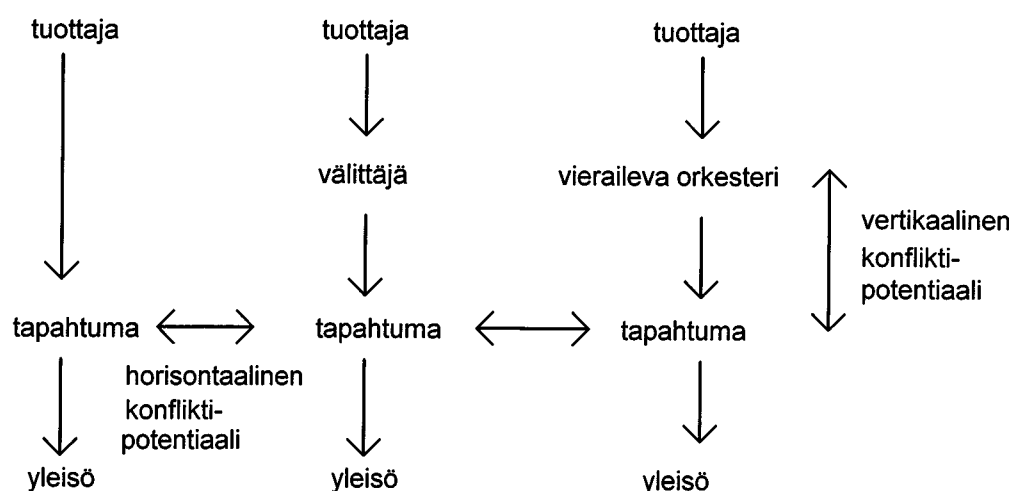 tuottaja tuottaja tuottaja
välittäjä vieraileva orkesteri
vertikaalinen
konflikti-
potentiaali
tapahtuma tapahtuma tapahtuma
horisontaalinen
konflikti-
potentiaali
yleisö yleisö yleisö